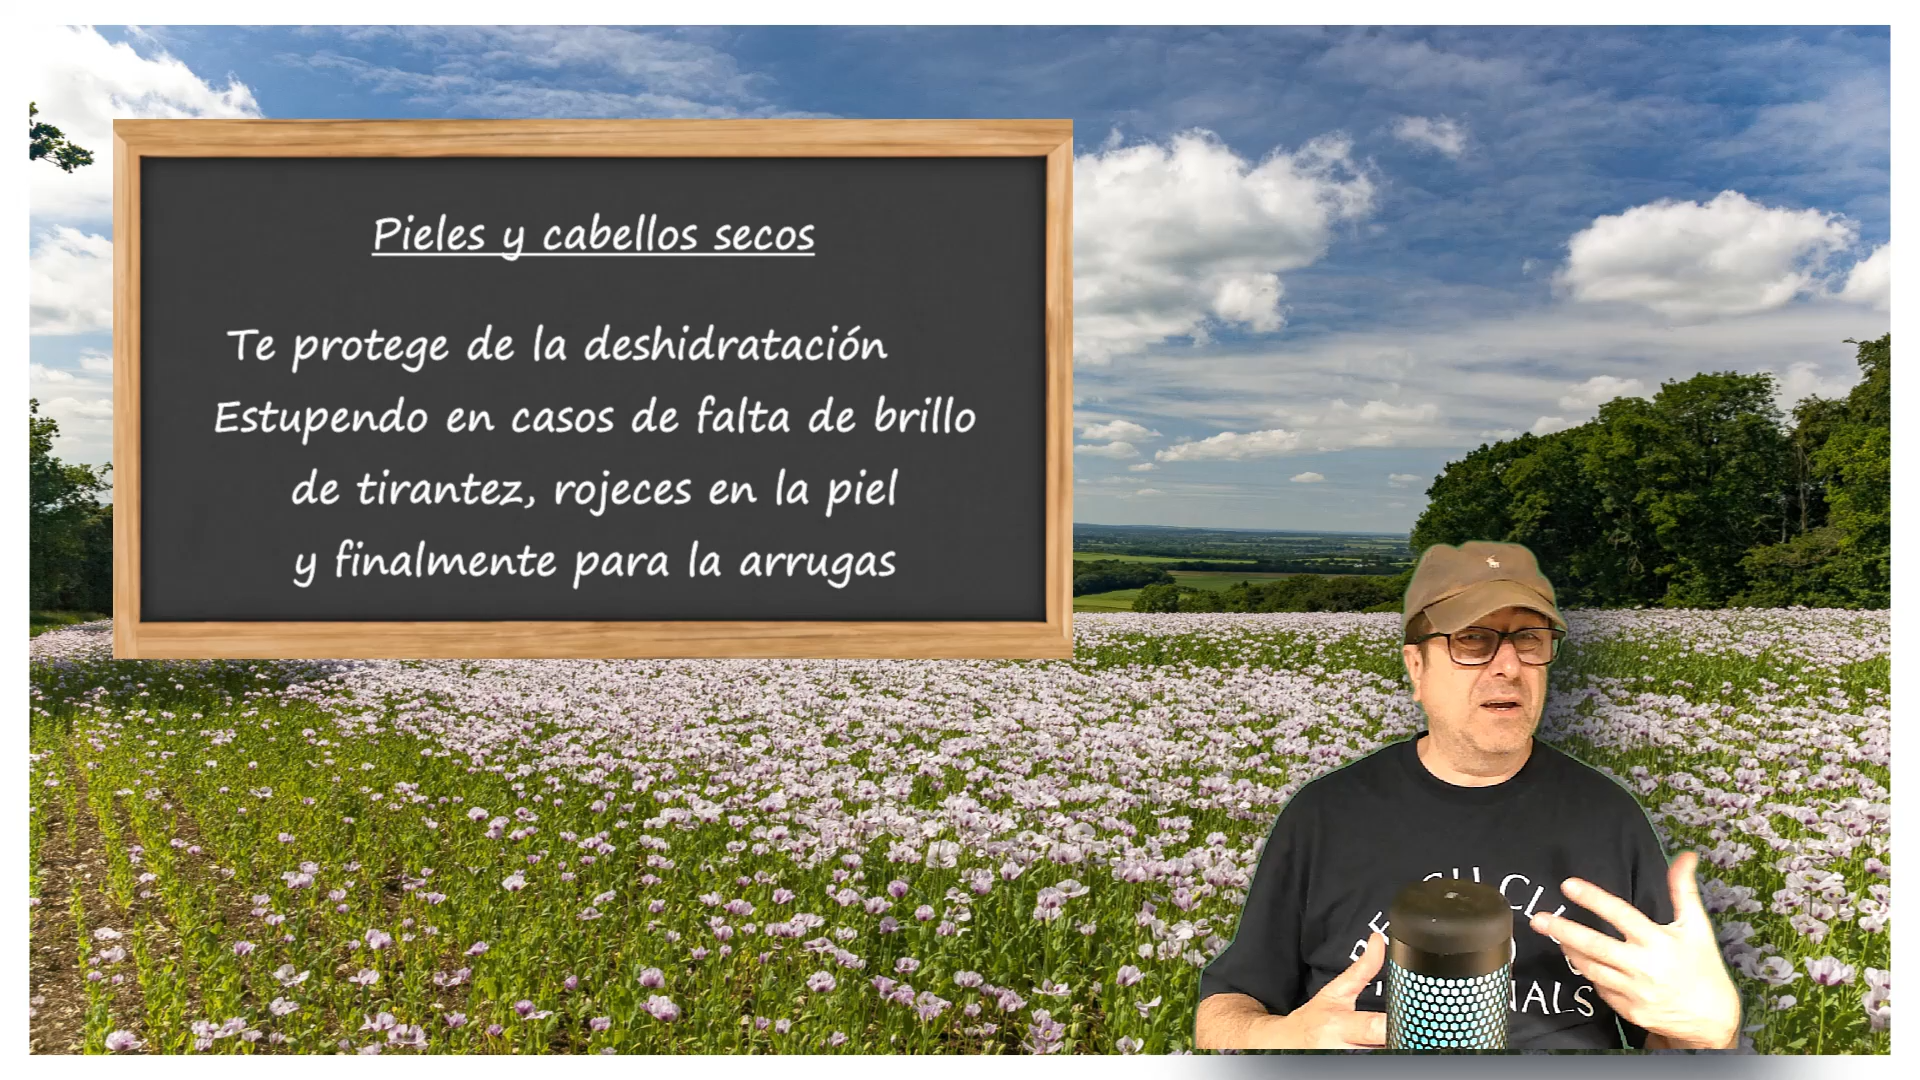 Pieles y cabellos secos
Te protege de la deshidratación
Estupendo en casos de falta de brillo
de tirantez, rojeces en la piel
y finalmente para la arrugas